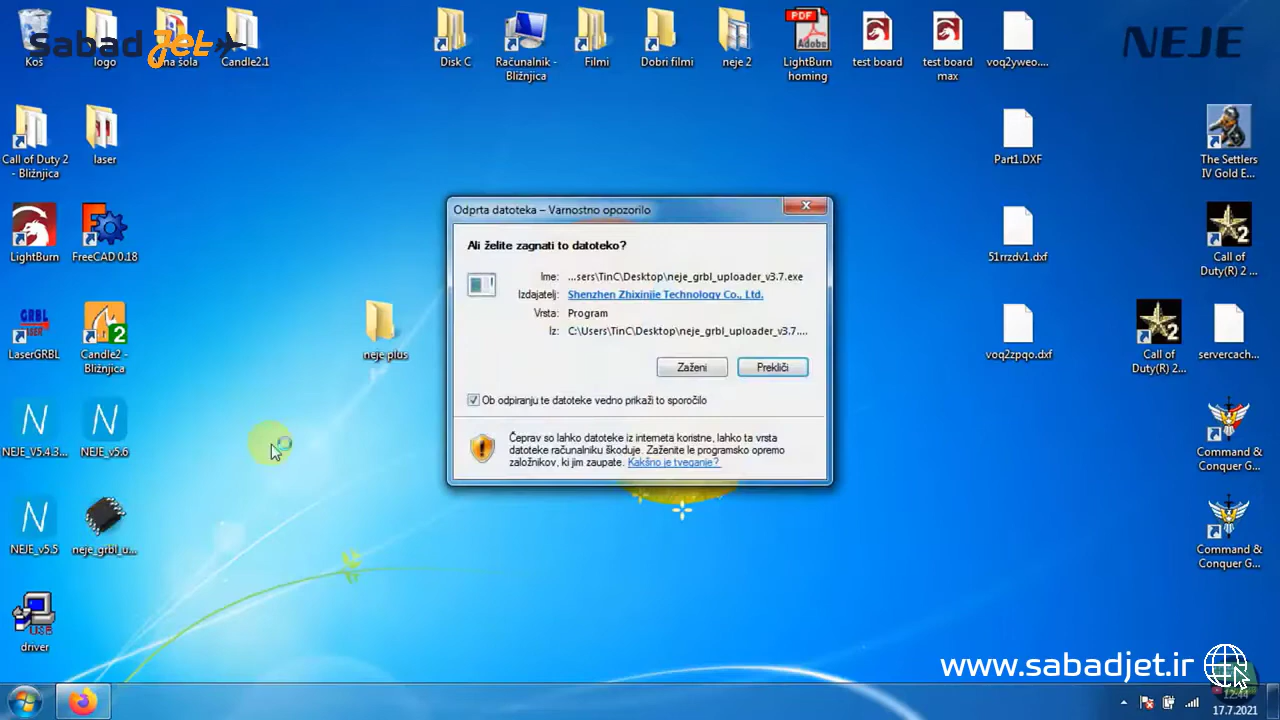 sabad jet
NEJE
Koš
logo
Candle2.1
Disk C
Računalnik -
Bližnjica
Filmi
Dobri filmi
neje 2
PDF
Adobe
LightBurn
homing
test board
test board
max
voq2yweo....
Call of Duty 2
- Bližnjica
laser
Part1.DXF
The Settlers
IV Gold E...
LightBurn
FreeCAD 0.18
51rrzdv1.dxf
Call of
Duty(R) 2 ...
GRBL
LASER
LaserGRBL
Candle2 -
Bližnjica
neje plus
voq2zpqo.dxf
Call of
Duty(R) 2...
servercach...
NEJE_V5.4.3...
NEJE_v5.6
Command &
Conquer G...
NEJE_v5.5
neje_grbl_u...
Command &
Conquer G...
USB
driver
Odprta datoteka – Varnostno opozorilo
Ali želite zagnati to datoteko?
Ime: ...sers\TinC\Desktop\neje_grbl_uploader_v3.7.exe
Izdajatelj: Shenzhen Zhixinjie Technology Co., Ltd.
Vrsta: Program
Iz: C:\Users\TinC\Desktop\neje_grbl_uploader_v3.7....
Zaženi
Prekliči
Ob odpiranju te datoteke vedno prikaži to sporočilo
Čeprav so lahko datoteke iz interneta koristne, lahko ta vrsta
datoteke računalniku škoduje. Zaženite le programsko opremo
založnikov, ki jim zaupate. Kakšno je tveganje?
www.sabadjet.ir
12:44
17.7.2021